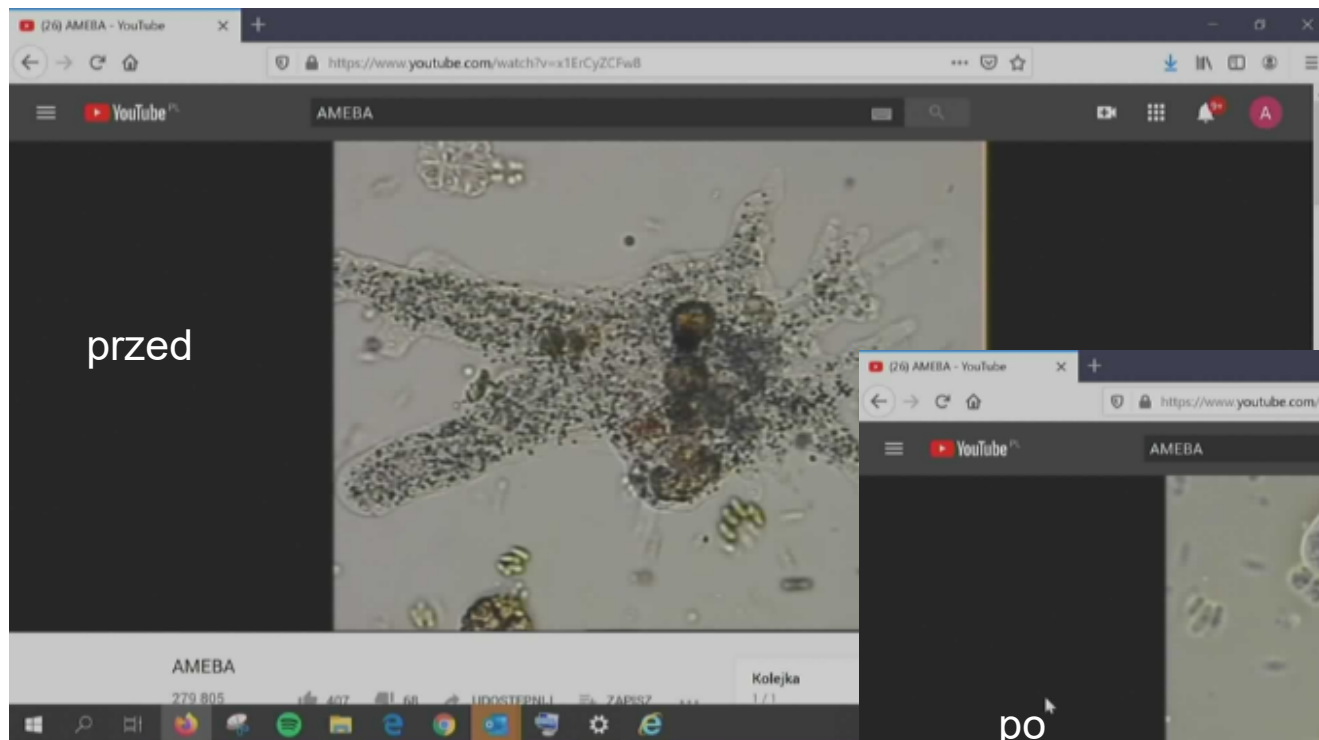 (26) AMEBA - YouTube
https://www.youtube.com/watch?v=x1ErCyZCFw8
YouTube PL
AMEBA
9+
A
przed
(26) AMEBA - YouTube
https://www.youtube.com/
YouTube PL
AMEBA
AMEBA
279 805
407
68
UDOSTĘPNIJ
ZAPISZ
Kolejka
1 / 1
po